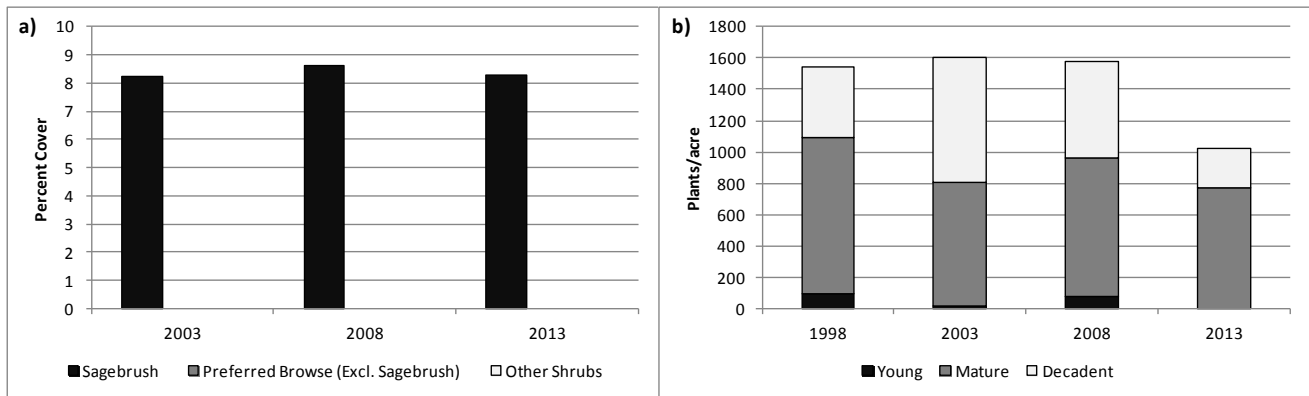 a)
10
9
8
7
6
5
4
3
2
1
0
Percent Cover
2003 2008 2013
Sagebrush Preferred Browse (Excl. Sagebrush) Other Shrubs
b)
1800
1600
1400
1200
1000
800
600
400
200
0
Plants/acre
1998 2003 2008 2013
Young Mature Decadent